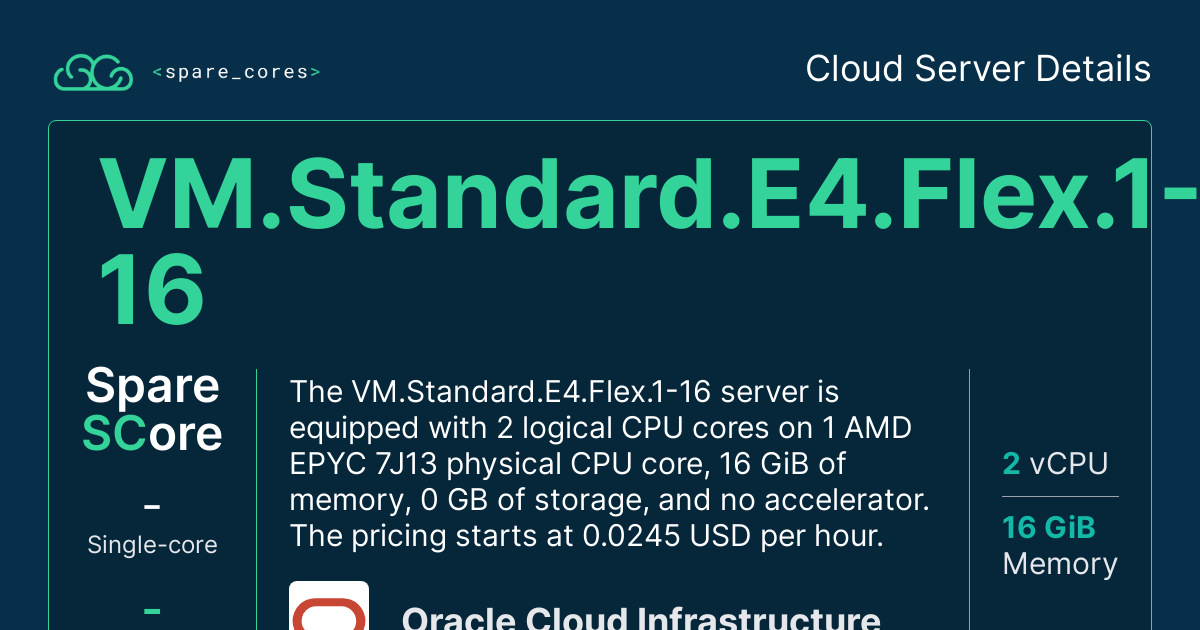 <spare_cores>
Cloud Server Details
VM.Standard.E4.Flex.1-
16
Spare
SCore
–
Single-core
–
The VM.Standard.E4.Flex.1-16 server is
equipped with 2 logical CPU cores on 1 AMD
EPYC 7J13 physical CPU core, 16 GiB of
memory, 0 GB of storage, and no accelerator.
The pricing starts at 0.0245 USD per hour.
Oracle Cloud Infrastructure
2 vCPU
16 GiB
Memory